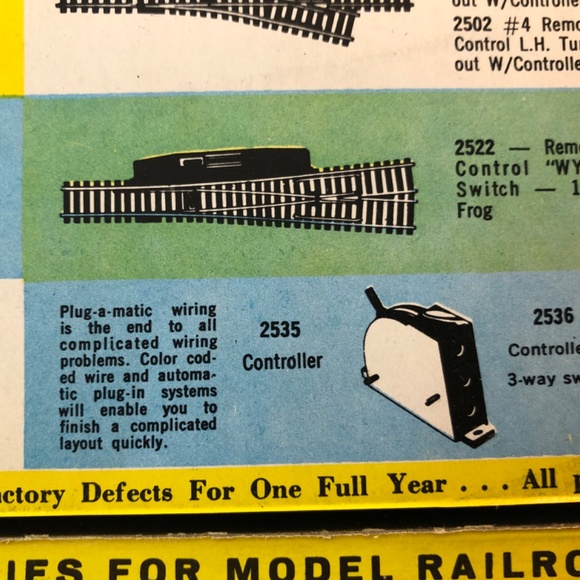 out W/Controlle
2502 #4 Remo
Control L.H. Tu
out W/Controlle
2522 — Remo
Control "WY
Switch — 1
Frog
Plug-a-matic wiring
is the end to all
complicated wiring
problems. Color cod-
ed wire and automa-
tic plug-in systems
will enable you to
finish a complicated
layout quickly.
2535
Controller
2536
Controlle
3-way sw
actory Defects For One Full Year . . . All p
IES FOR MODEL RAILRO